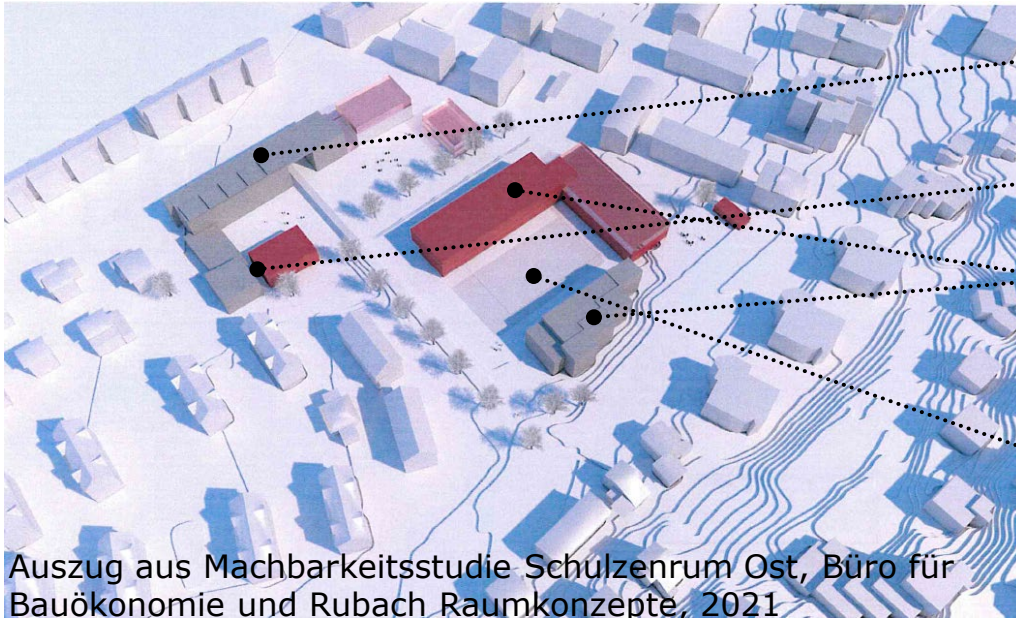 Auszug aus Machbarkeitsstudie Schulzenrum Ost, Büro für
Bauökonomie und Rubach Raumkonzepte, 2021